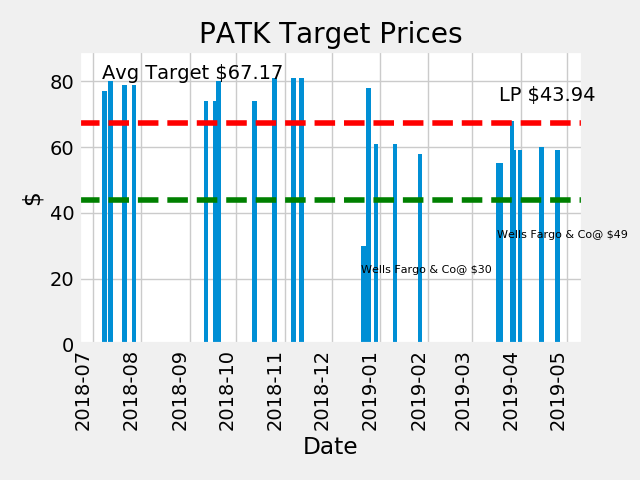 PATK Target Prices
Avg Target $67.17
LP $43.94
Wells Fargo & Co@ $49
Wells Fargo & Co@ $30
$
80
60
40
20
0
2018-07
2018-08
2018-09
2018-10
2018-11
2018-12
2019-01
2019-02
2019-03
2019-04
2019-05
Date